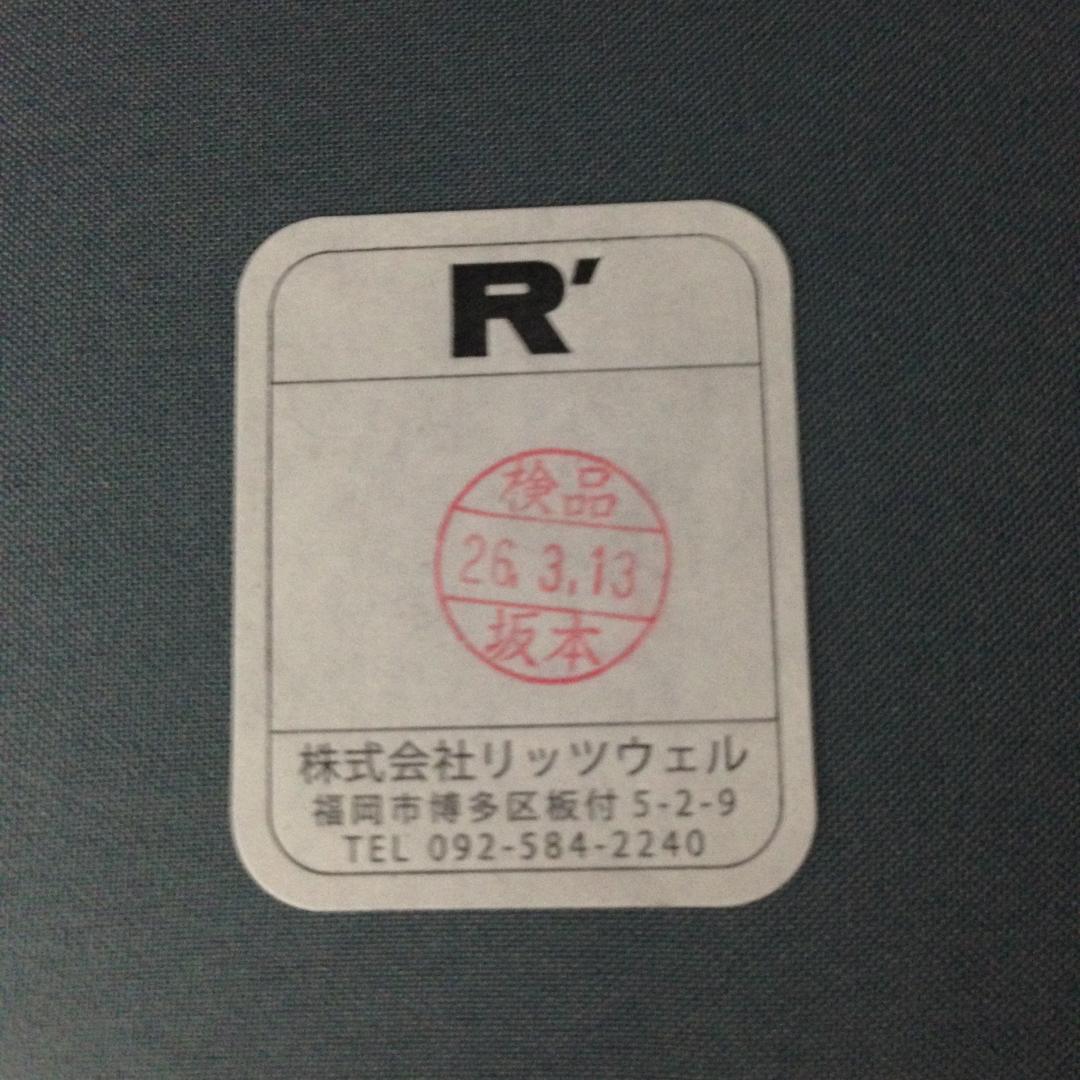 R'
検品
26.3.13
坂本
株式会社リッツウェル
福岡市博多区板付 5-2-9
TEL 092-584-2240